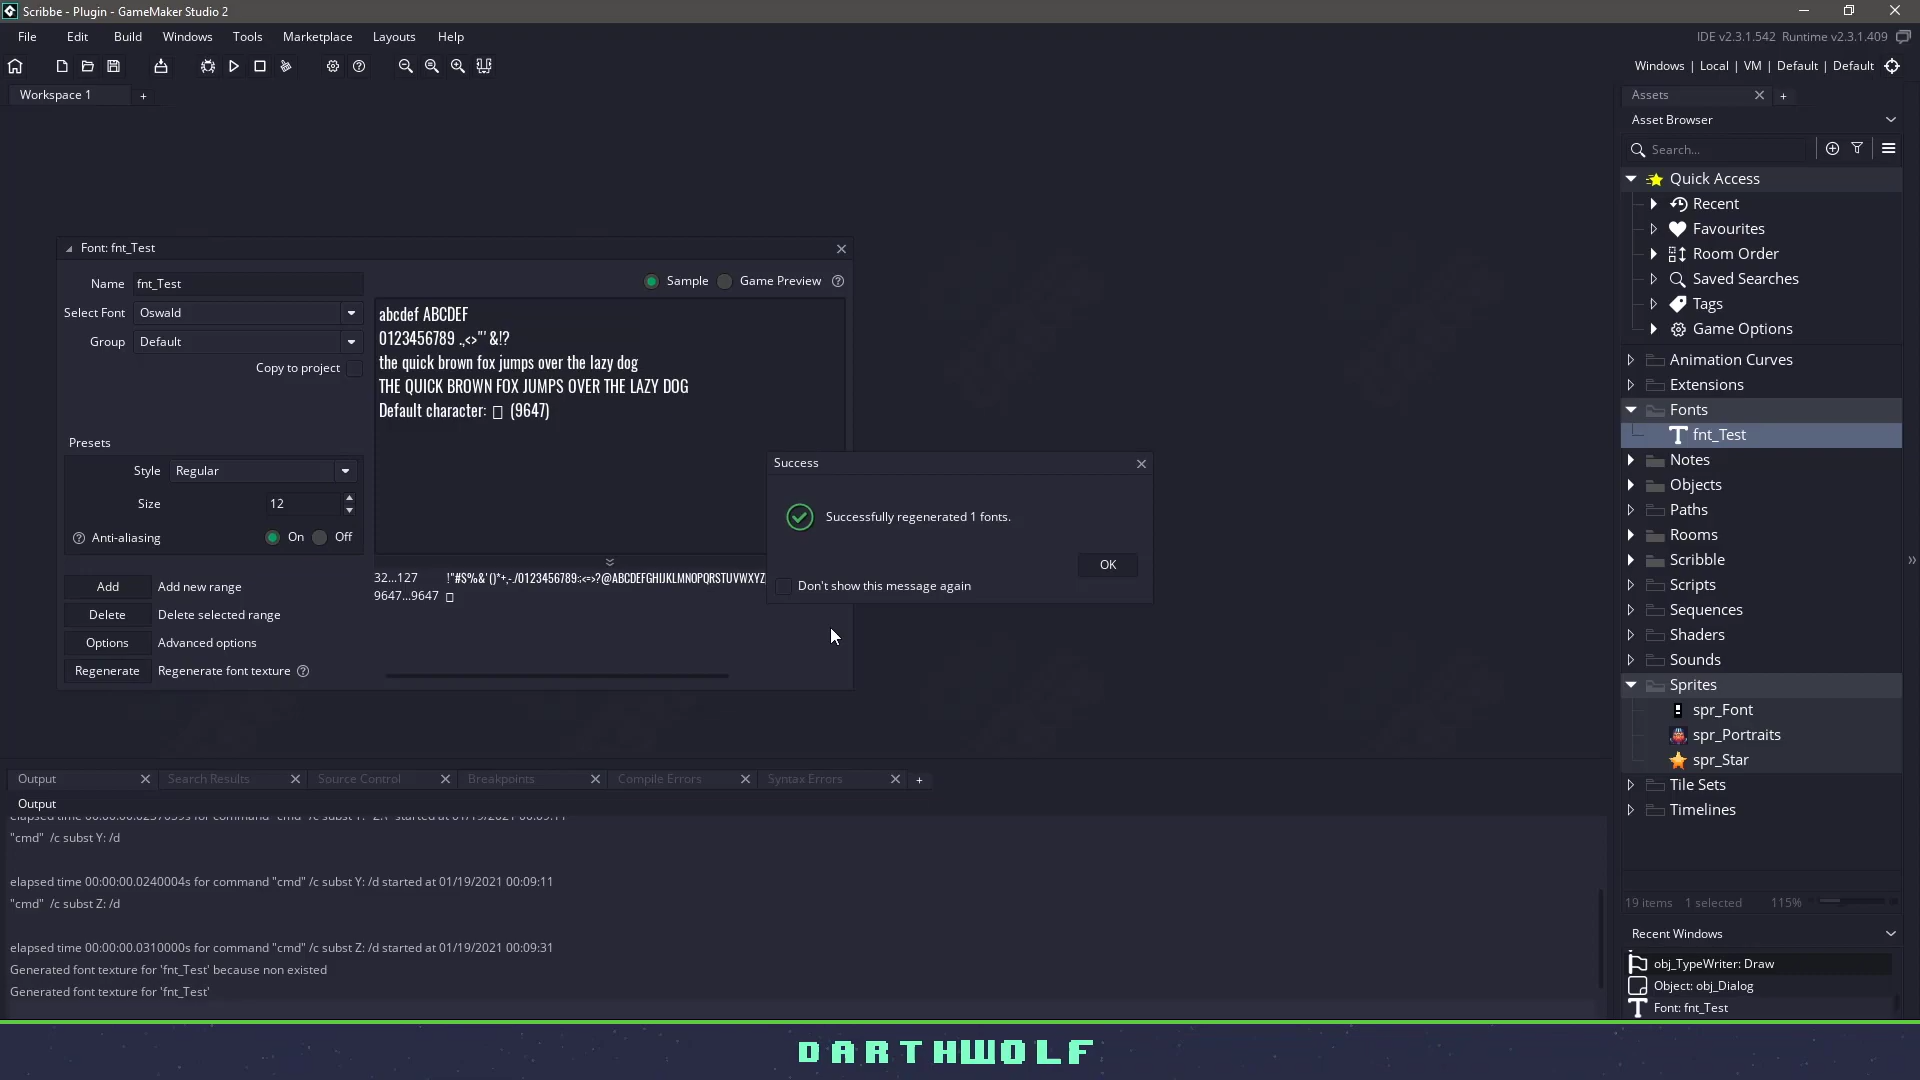 Scribbe - Plugin - GameMaker Studio 2
File Edit Build Windows Tools Marketplace Layouts Help
IDE v2.3.1.542 Runtime v2.3.1.409
Windows | Local | VM | Default | Default
Workspace 1 +
Assets
Asset Browser
Search...
Quick Access
Recent
Favourites
Room Order
Saved Searches
Tags
Game Options
Animation Curves
Extensions
Fonts
fnt_Test
Notes
Objects
Paths
Rooms
Scribble
Scripts
Sequences
Shaders
Sounds
Sprites
spr_Font
spr_Portraits
spr_Star
Tile Sets
Timelines
19 items 1 selected 115%
Recent Windows
obj_TypeWriter: Draw
Object: obj_Dialog
Font: fnt_Test
Font: fnt_Test
Name fnt_Test
Select Font Oswald
Group Default
Copy to project
Presets
Style Regular
Size 12
Anti-aliasing On Off
Add Add new range
Delete Delete selected range
Options Advanced options
Regenerate Regenerate font texture
Sample Game Preview
abcdef ABCDEF
0123456789 .,<>"' &!?
the quick brown fox jumps over the lazy dog
THE QUICK BROWN FOX JUMPS OVER THE LAZY DOG
Default character: ▯ (9647)
32...127 !"#$%&'()*+,-./0123456789:;<=>?@ABCDEFGHIJKLMNOPQRSTUVWXYZ
9647...9647 ▯
Success
Successfully regenerated 1 fonts.
OK
Don't show this message again
Output Search Results Source Control Breakpoints Compile Errors Syntax Errors +
Output
"cmd" /c subst Y: /d
elapsed time 00:00:00.0240004s for command "cmd" /c subst Y: /d started at 01/19/2021 00:09:11
"cmd" /c subst Z: /d
elapsed time 00:00:00.0310000s for command "cmd" /c subst Z: /d started at 01/19/2021 00:09:31
Generated font texture for 'fnt_Test' because non existed
Generated font texture for 'fnt_Test'
DARTHWOLF